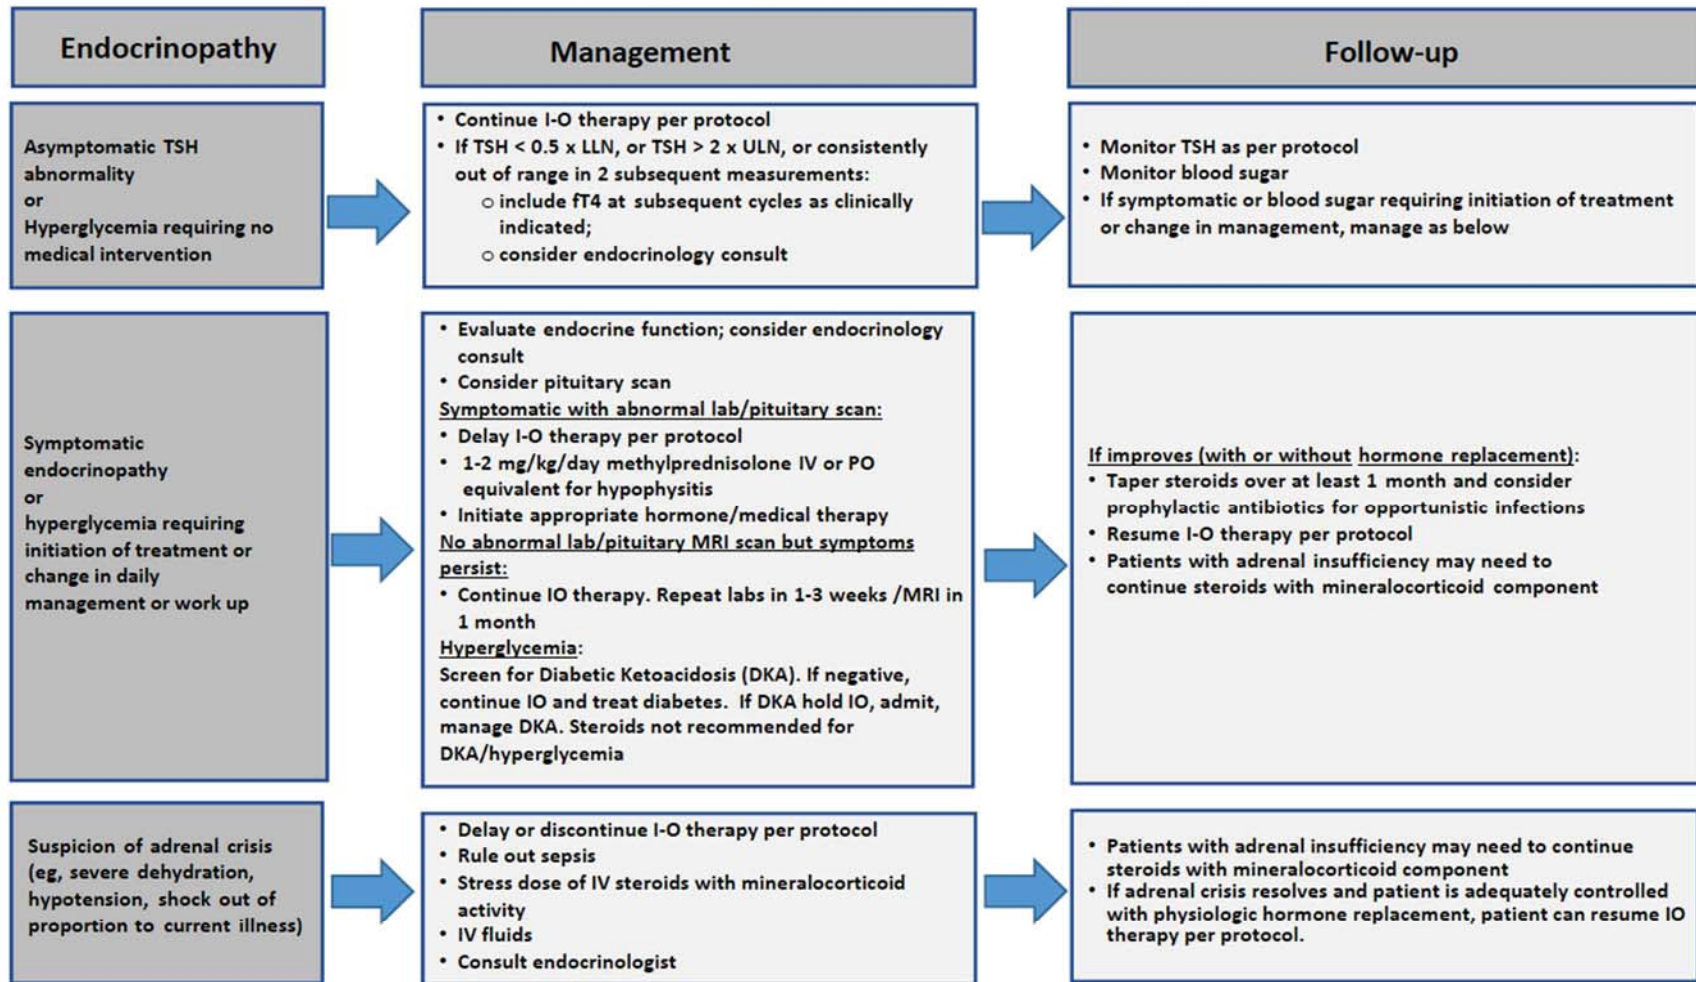 Endocrinopathy
Management
Follow-up
Asymptomatic TSH
abnormality
or
Hyperglycemia requiring no
medical intervention
• Continue I-O therapy per protocol
• If TSH < 0.5 x LLN, or TSH > 2 x ULN, or consistently
out of range in 2 subsequent measurements:
o include fT4 at subsequent cycles as clinically
indicated;
o consider endocrinology consult
• Monitor TSH as per protocol
• Monitor blood sugar
• If symptomatic or blood sugar requiring initiation of treatment
or change in management, manage as below
Symptomatic
endocrinopathy
or
hyperglycemia requiring
initiation of treatment or
change in daily
management or work up
• Evaluate endocrine function; consider endocrinology
consult
• Consider pituitary scan
Symptomatic with abnormal lab/pituitary scan:
• Delay I-O therapy per protocol
• 1-2 mg/kg/day methylprednisolone IV or PO
equivalent for hypophysitis
• Initiate appropriate hormone/medical therapy
No abnormal lab/pituitary MRI scan but symptoms
persist:
• Continue IO therapy. Repeat labs in 1-3 weeks /MRI in
1 month
Hyperglycemia:
Screen for Diabetic Ketoacidosis (DKA). If negative,
continue IO and treat diabetes. If DKA hold IO, admit,
manage DKA. Steroids not recommended for
DKA/hyperglycemia
If improves (with or without hormone replacement):
• Taper steroids over at least 1 month and consider
prophylactic antibiotics for opportunistic infections
• Resume I-O therapy per protocol
• Patients with adrenal insufficiency may need to
continue steroids with mineralocorticoid component
Suspicion of adrenal crisis
(eg, severe dehydration,
hypotension, shock out of
proportion to current illness)
• Delay or discontinue I-O therapy per protocol
• Rule out sepsis
• Stress dose of IV steroids with mineralocorticoid
activity
• IV fluids
• Consult endocrinologist
• Patients with adrenal insufficiency may need to continue
steroids with mineralocorticoid component
• If adrenal crisis resolves and patient is adequately controlled
with physiologic hormone replacement, patient can resume IO
therapy per protocol.